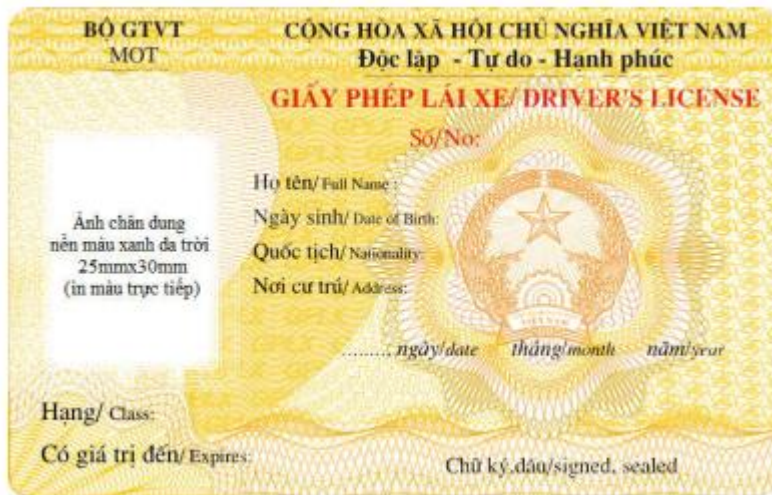 BỘ GTVT
MOT
CỘNG HÒA XÃ HỘI CHỦ NGHĨA VIỆT NAM
Độc lập - Tự do - Hạnh phúc
GIẤY PHÉP LÁI XE/ DRIVER'S LICENSE
Số/No:
Ảnh chân dung
nền màu xanh da trời
25mmx30mm
(in màu trực tiếp)
Họ tên/ Full Name :
Ngày sinh/ Date of Birth:
Quốc tịch/ Nationality:
Nơi cư trú/ Address:
VIỆT NAM
.......... ngày/date tháng/month năm/year
Hạng/ Class:
Có giá trị đến/ Expires:
Chữ ký,dấu/signed, sealed